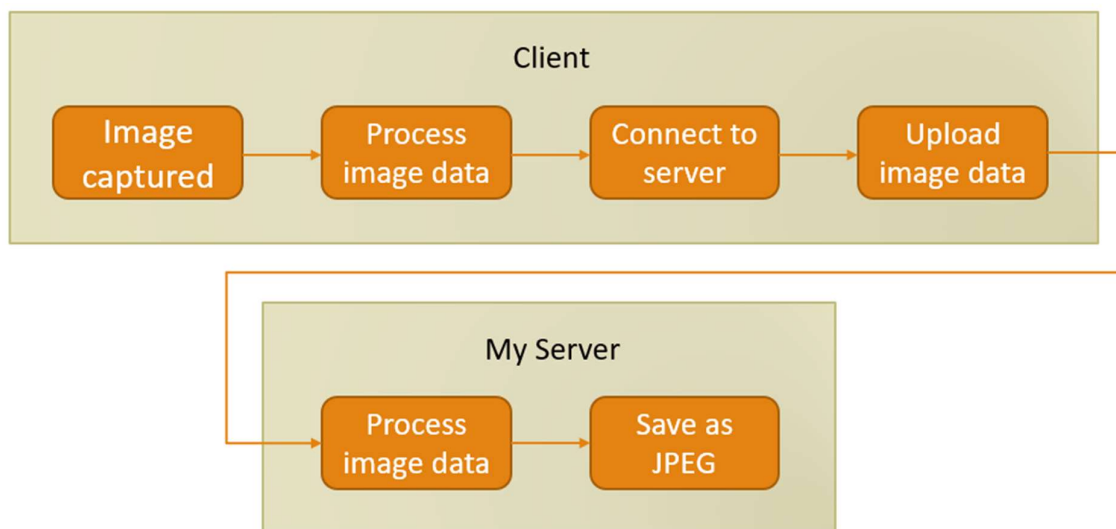 Client
Image
captured
Process
image data
Connect to
server
Upload
image data
My Server
Process
image data
Save as
JPEG